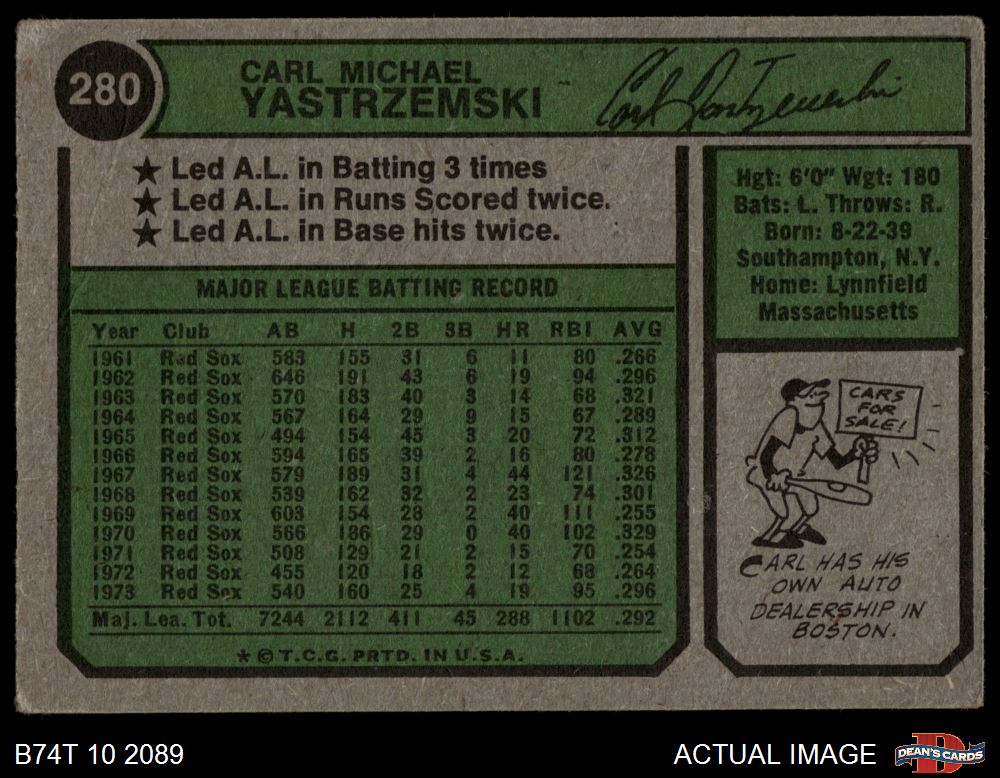 280
CARL MICHAEL
YASTRZEMSKI
Carl Yastrzemski
★ Led A.L. in Batting 3 times
★ Led A.L. in Runs Scored twice.
★ Led A.L. in Base hits twice.
Hgt: 6'0" Wgt: 180
Bats: L. Throws: R.
Born: 8-22-39
Southampton, N.Y.
Home: Lynnfield
Massachusetts
MAJOR LEAGUE BATTING RECORD
Year Club AB H 2B 3B HR RBI AVG
1961 Red Sox 583 155 31 6 11 80 .266
1962 Red Sox 646 191 43 6 19 94 .296
1963 Red Sox 570 183 40 3 14 68 .321
1964 Red Sox 567 164 29 9 15 67 .289
1965 Red Sox 494 154 45 3 20 72 .312
1966 Red Sox 594 165 39 2 16 80 .278
1967 Red Sox 579 189 31 4 44 121 .326
1968 Red Sox 539 162 32 2 23 74 .301
1969 Red Sox 603 154 28 2 40 111 .255
1970 Red Sox 566 186 29 0 40 102 .329
1971 Red Sox 508 129 21 2 15 70 .254
1972 Red Sox 455 120 18 2 12 68 .264
1973 Red Sox 540 160 25 4 19 95 .296
Maj. Lea. Tot. 7244 2112 411 45 288 1102 .292
* © T.C.G. PRTD. IN U.S.A.
CARS
FOR
SALE!
CARL HAS HIS
OWN AUTO
DEALERSHIP IN
BOSTON.
B74T 10 2089
ACTUAL IMAGE
DEAN'S CARDS